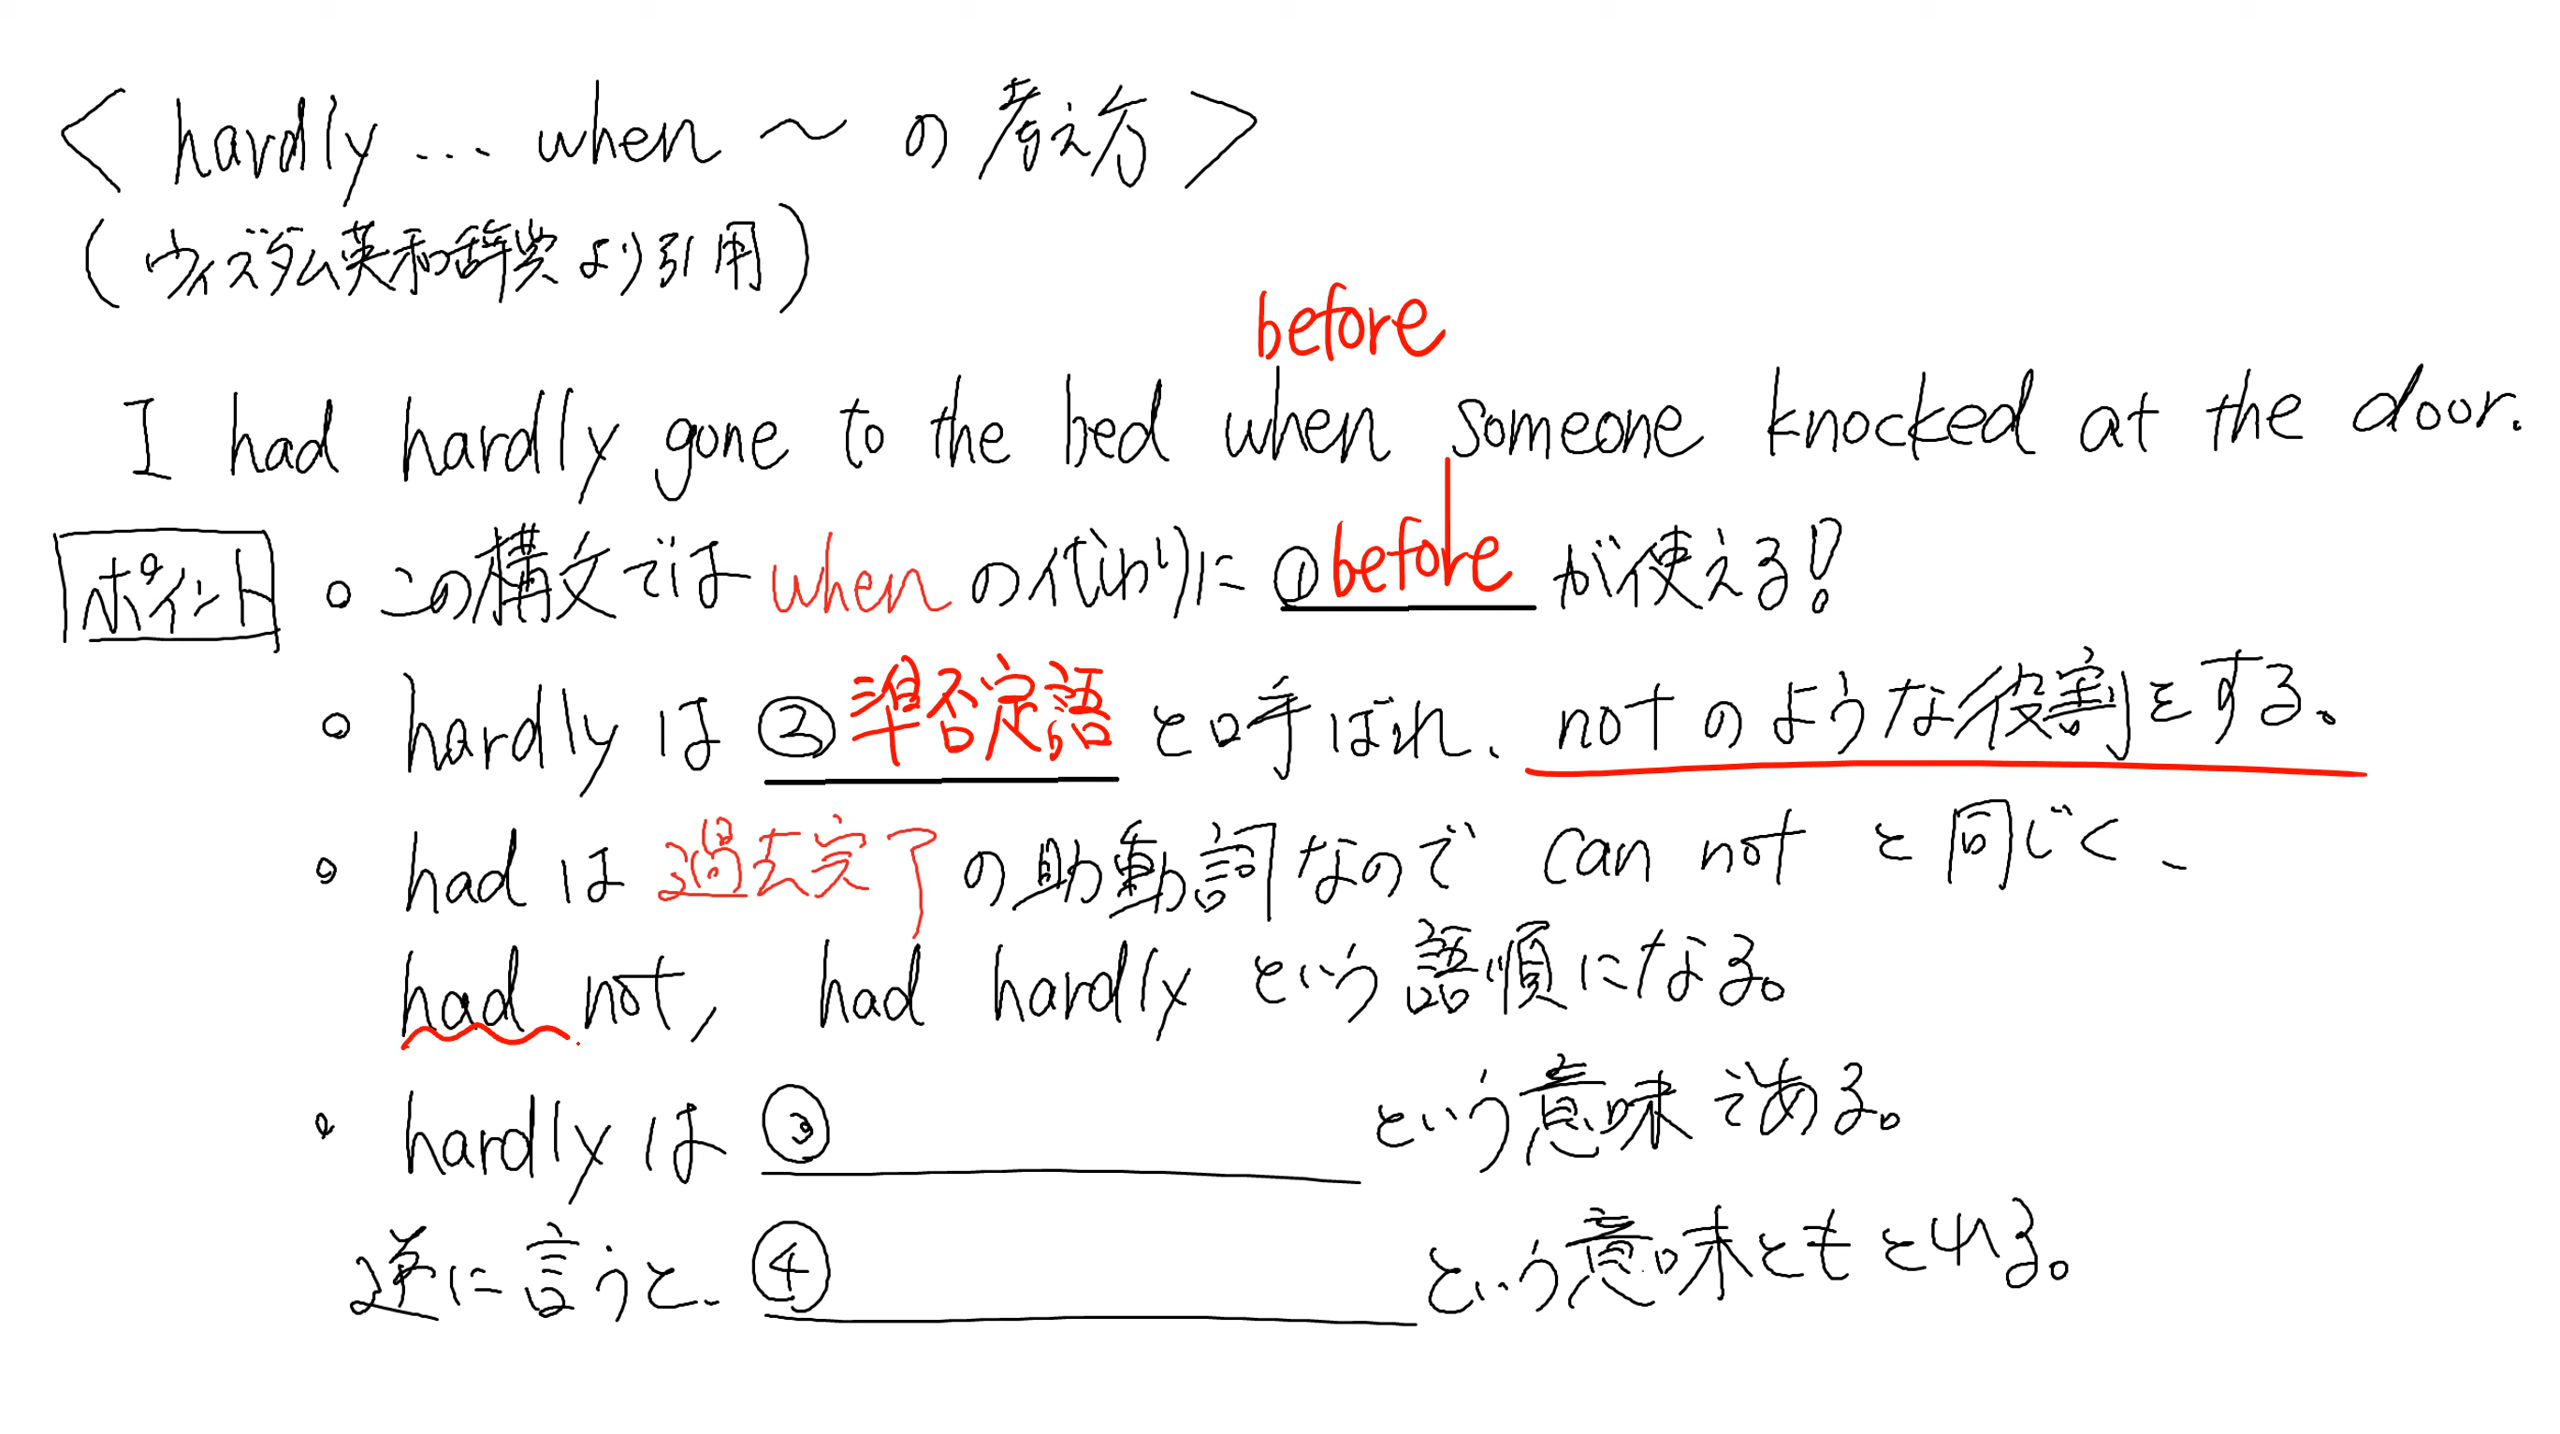 < hardly … when ～ の考え方 >
(ウィズダム英和辞典より引用)
before
I had hardly gone to the bed when someone knocked at the door.
ポイント ○ この構文では when の代わりに ①before が使える!
○ hardly は ②準否定語 と呼ばれ、notのような役割をする。
○ had は 過去完了 の助動詞なので can not と同じく、
had not, had hardly という語順になる。
○ hardly は ③ という意味である。
逆に言うと、④ という意味ともとれる。